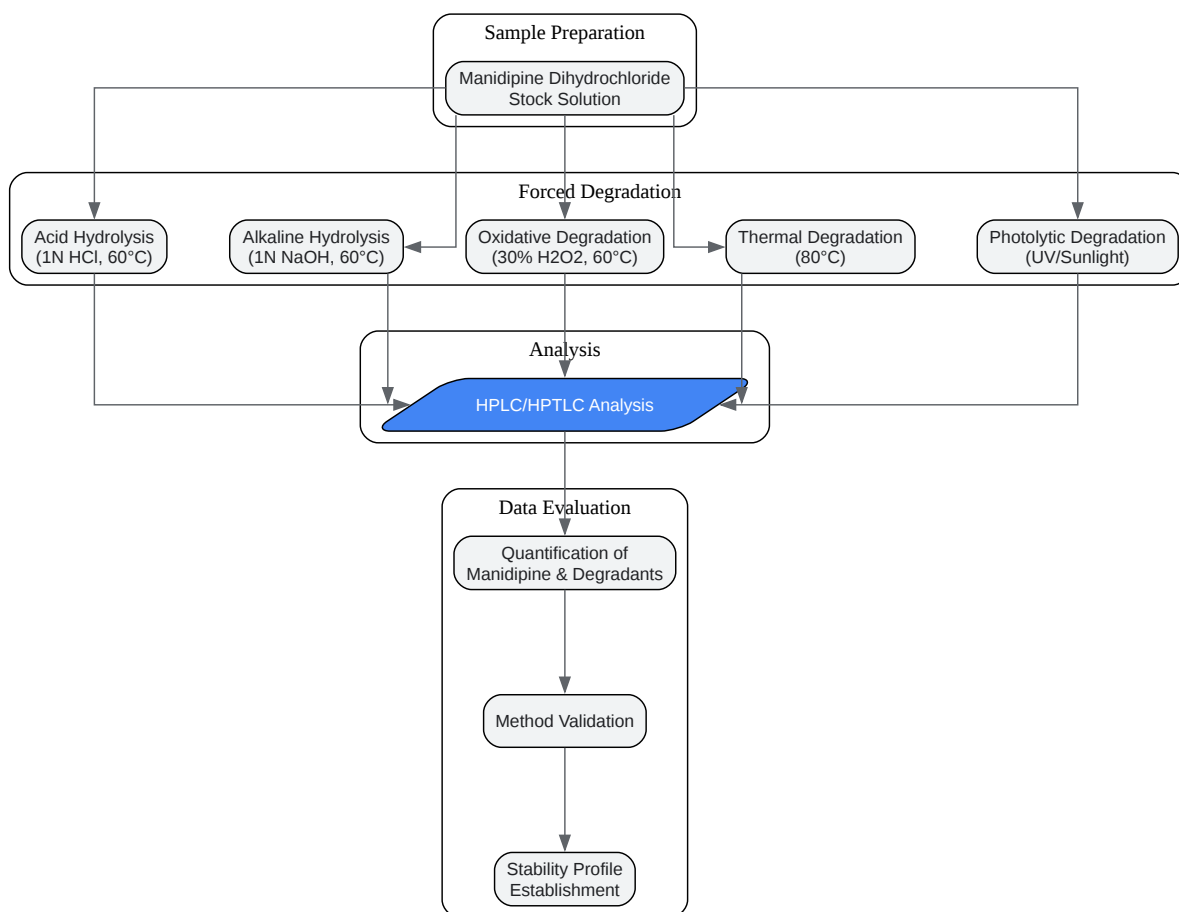 Sample Preparation
Manidipine Dihydrochloride
Stock Solution
Forced Degradation
Acid Hydrolysis
(1N HCl, 60°C)
Alkaline Hydrolysis
(1N NaOH, 60°C)
Oxidative Degradation
(30% H2O2, 60°C)
Thermal Degradation
(80°C)
Photolytic Degradation
(UV/Sunlight)
Analysis
HPLC/HPTLC Analysis
Data Evaluation
Quantification of
Manidipine & Degradants
Method Validation
Stability Profile
Establishment